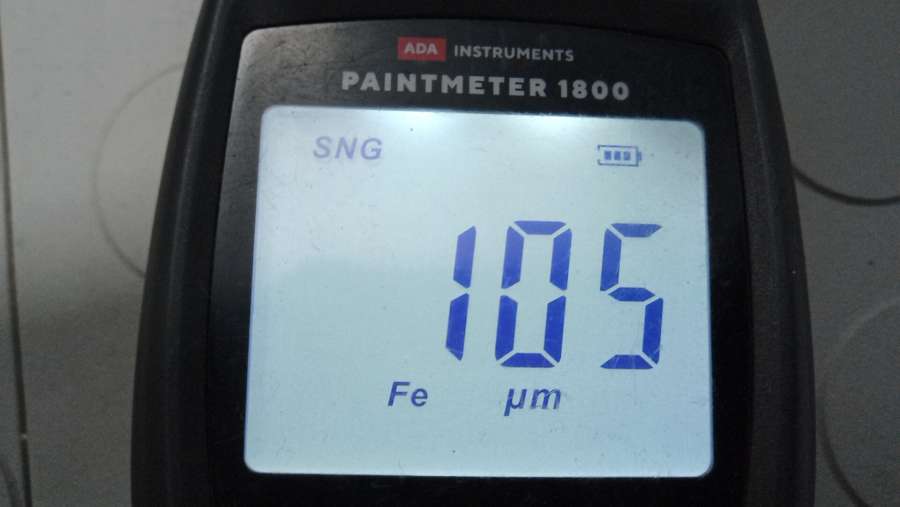 ADA INSTRUMENTS
PAINTMETER 1800
SNG
105
Fe µm